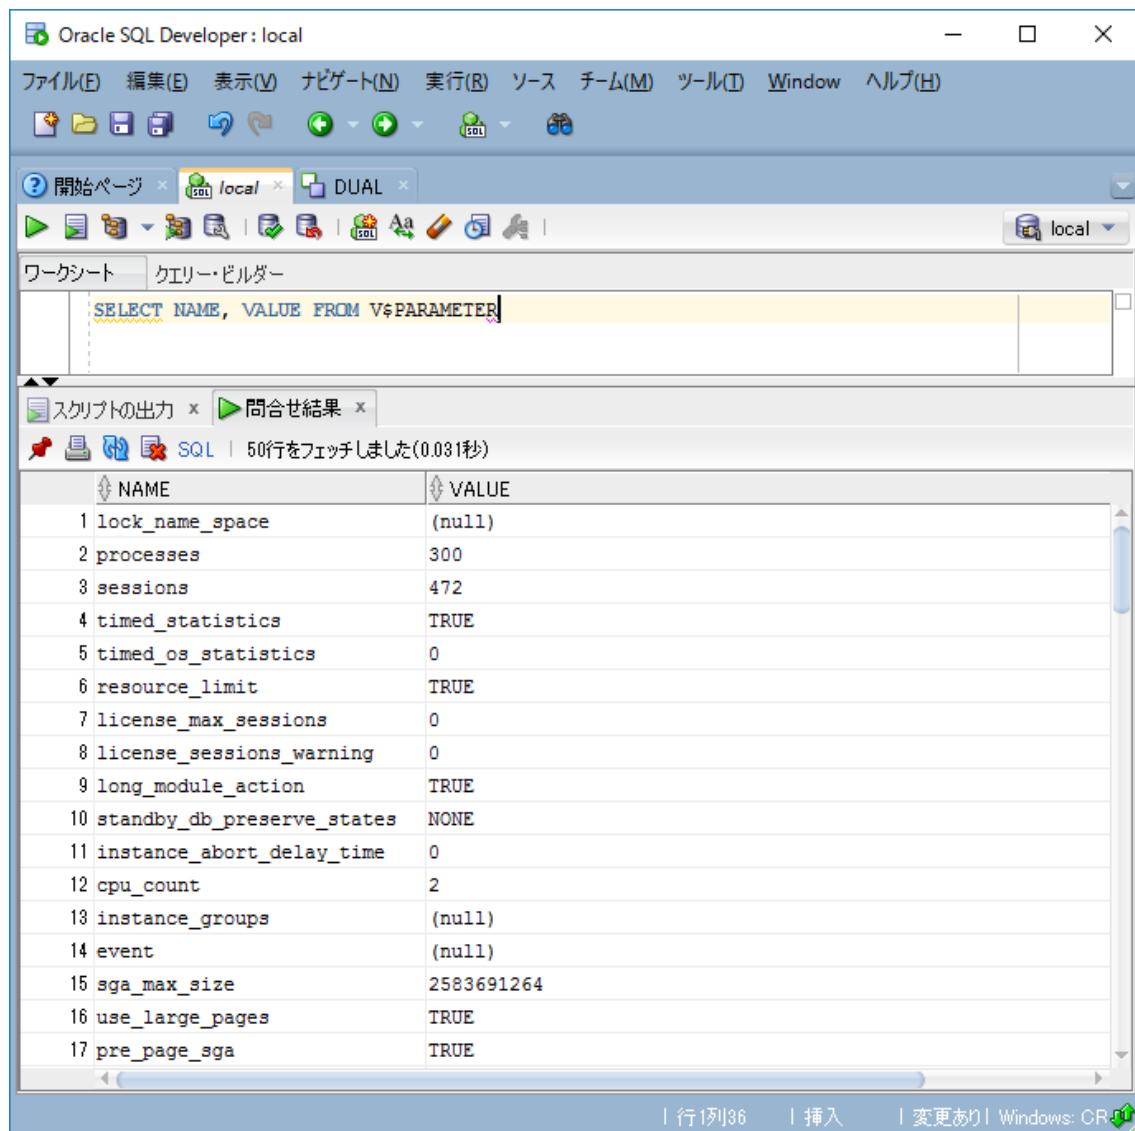 Oracle SQL Developer : local
ファイル(F) 編集(E) 表示(V) ナビゲート(N) 実行(R) ソース チーム(M) ツール(T) Window ヘルプ(H)
開始ページ local DUAL
local
ワークシート クエリー・ビルダー
SELECT NAME, VALUE FROM V$PARAMETER
スクリプトの出力 問合せ結果
SQL 50行をフェッチしました(0.031秒)
NAME VALUE
1 lock_name_space (null)
2 processes 300
3 sessions 472
4 timed_statistics TRUE
5 timed_os_statistics 0
6 resource_limit TRUE
7 license_max_sessions 0
8 license_sessions_warning 0
9 long_module_action TRUE
10 standby_db_preserve_states NONE
11 instance_abort_delay_time 0
12 cpu_count 2
13 instance_groups (null)
14 event (null)
15 sga_max_size 2583691264
16 use_large_pages TRUE
17 pre_page_sga TRUE
行1列36 挿入 変更あり Windows: CR